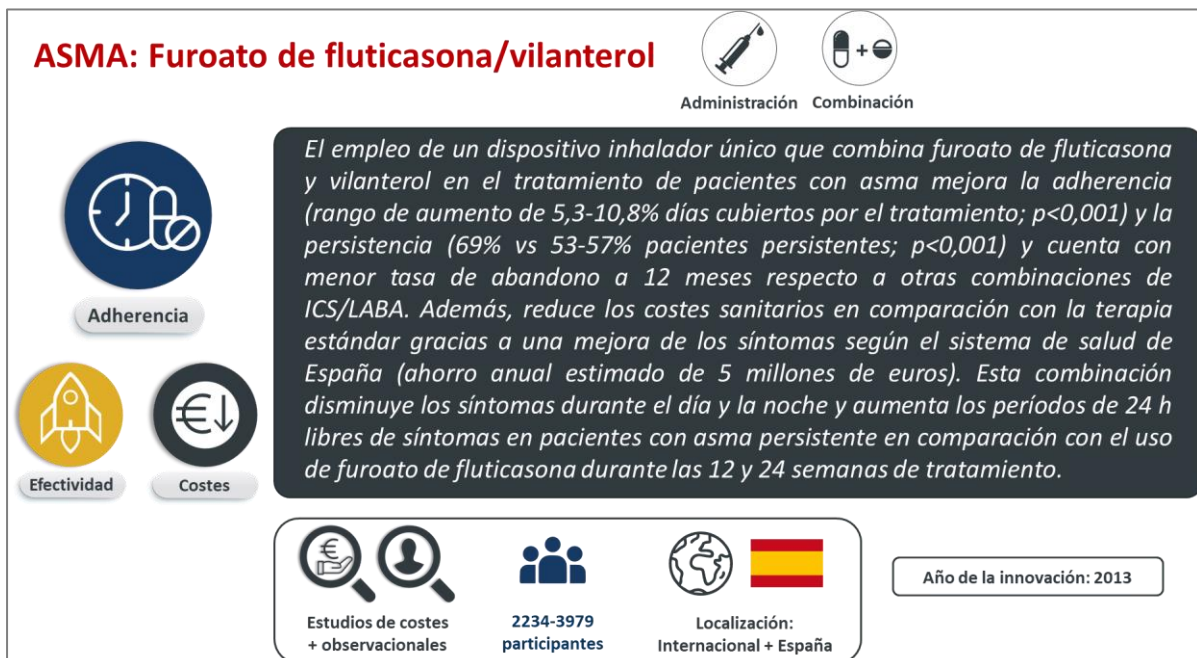 ASMA: Furoato de fluticasona/vilanterol
+
Administración
Combinación
Adherencia
El empleo de un dispositivo inhalador único que combina furoato de fluticasona
y vilanterol en el tratamiento de pacientes con asma mejora la adherencia
(rango de aumento de 5,3-10,8% días cubiertos por el tratamiento; p<0,001) y la
persistencia (69% vs 53-57% pacientes persistentes; p<0,001) y cuenta con
menor tasa de abandono a 12 meses respecto a otras combinaciones de
ICS/LABA. Además, reduce los costes sanitarios en comparación con la terapia
estándar gracias a una mejora de los síntomas según el sistema de salud de
España (ahorro anual estimado de 5 millones de euros). Esta combinación
disminuye los síntomas durante el día y la noche y aumenta los períodos de 24 h
libres de síntomas en pacientes con asma persistente en comparación con el uso
de furoato de fluticasona durante las 12 y 24 semanas de tratamiento.
€↓
Efectividad
Costes
€
Estudios de costes
+ observacionales
2234-3979
participantes
Localización:
Internacional + España
Año de la innovación: 2013